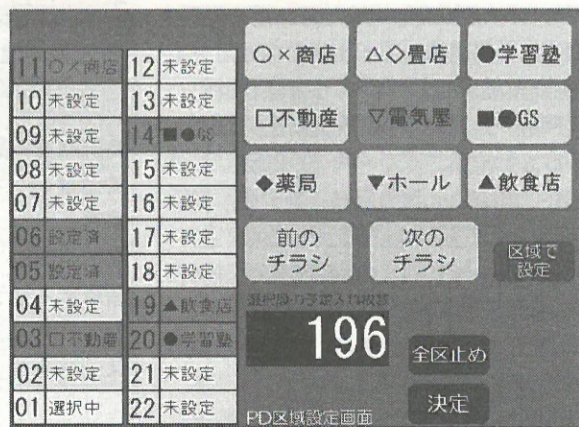 11 ○×商店 12 未設定
10 未設定 13 未設定
09 未設定 14 ■●GS
08 未設定 15 未設定
07 未設定 16 未設定
06 設定済 17 未設定
05 設定済 18 未設定
04 未設定 19 ▲飲食店
03 □不動産 20 ●学習塾
02 未設定 21 未設定
01 選択中 22 未設定
○×商店 △◇畳店 ●学習塾
□不動産 ▽電気屋 ■●GS
◆薬局 ▼ホール ▲飲食店
前の
チラシ
次の
チラシ
区域で
設定
196
全区止め
決定
PD区域設定画面